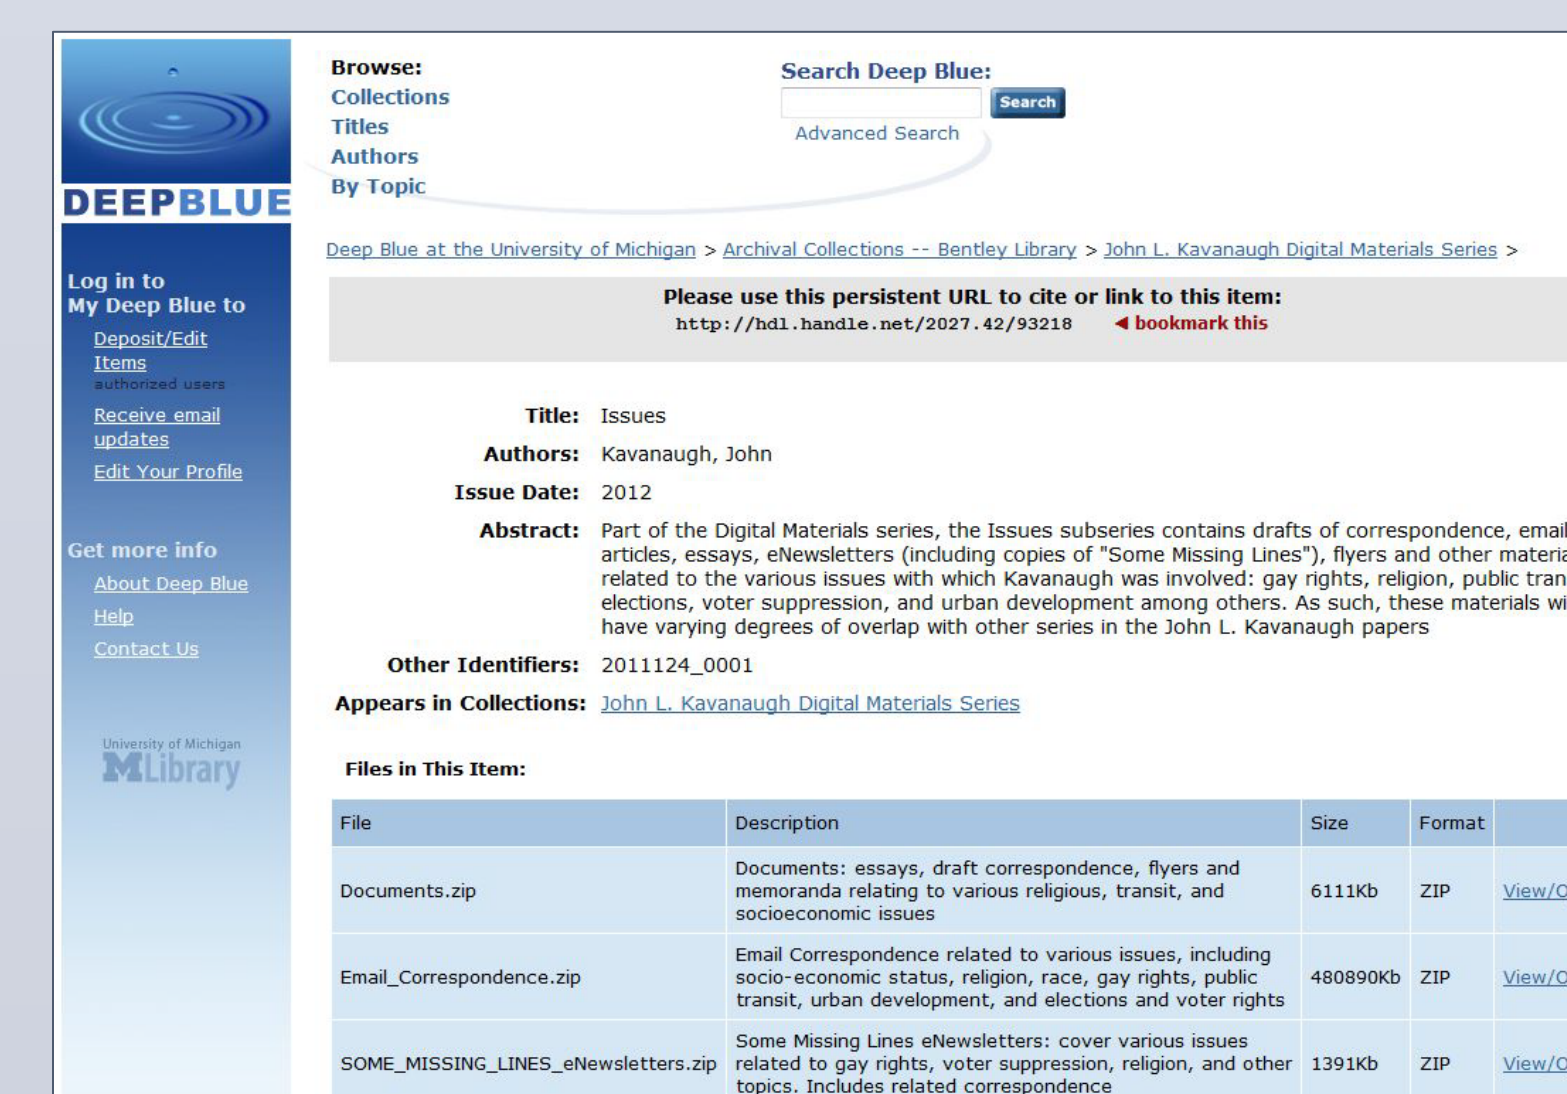 DEEPBLUE
Log in to
My Deep Blue to
Deposit/Edit
Items
authorized users
Receive email
updates
Edit Your Profile
Get more info
About Deep Blue
Help
Contact Us
University of Michigan
MLibrary
Browse:
Collections
Titles
Authors
By Topic
Search Deep Blue:
Search
Advanced Search
Deep Blue at the University of Michigan > Archival Collections -- Bentley Library > John L. Kavanaugh Digital Materials Series >
Please use this persistent URL to cite or link to this item:
http://hdl.handle.net/2027.42/93218 ◄ bookmark this
Title: Issues
Authors: Kavanaugh, John
Issue Date: 2012
Abstract: Part of the Digital Materials series, the Issues subseries contains drafts of correspondence, email
articles, essays, eNewsletters (including copies of "Some Missing Lines"), flyers and other materia
related to the various issues with which Kavanaugh was involved: gay rights, religion, public tran
elections, voter suppression, and urban development among others. As such, these materials wi
have varying degrees of overlap with other series in the John L. Kavanaugh papers
Other Identifiers: 2011124_0001
Appears in Collections: John L. Kavanaugh Digital Materials Series
Files in This Item:
File Description Size Format
Documents.zip Documents: essays, draft correspondence, flyers and
memoranda relating to various religious, transit, and
socioeconomic issues 6111Kb ZIP View/O
Email_Correspondence.zip Email Correspondence related to various issues, including
socio-economic status, religion, race, gay rights, public
transit, urban development, and elections and voter rights 480890Kb ZIP View/O
SOME_MISSING_LINES_eNewsletters.zip Some Missing Lines eNewsletters: cover various issues
related to gay rights, voter suppression, religion, and other
topics. Includes related correspondence 1391Kb ZIP View/O